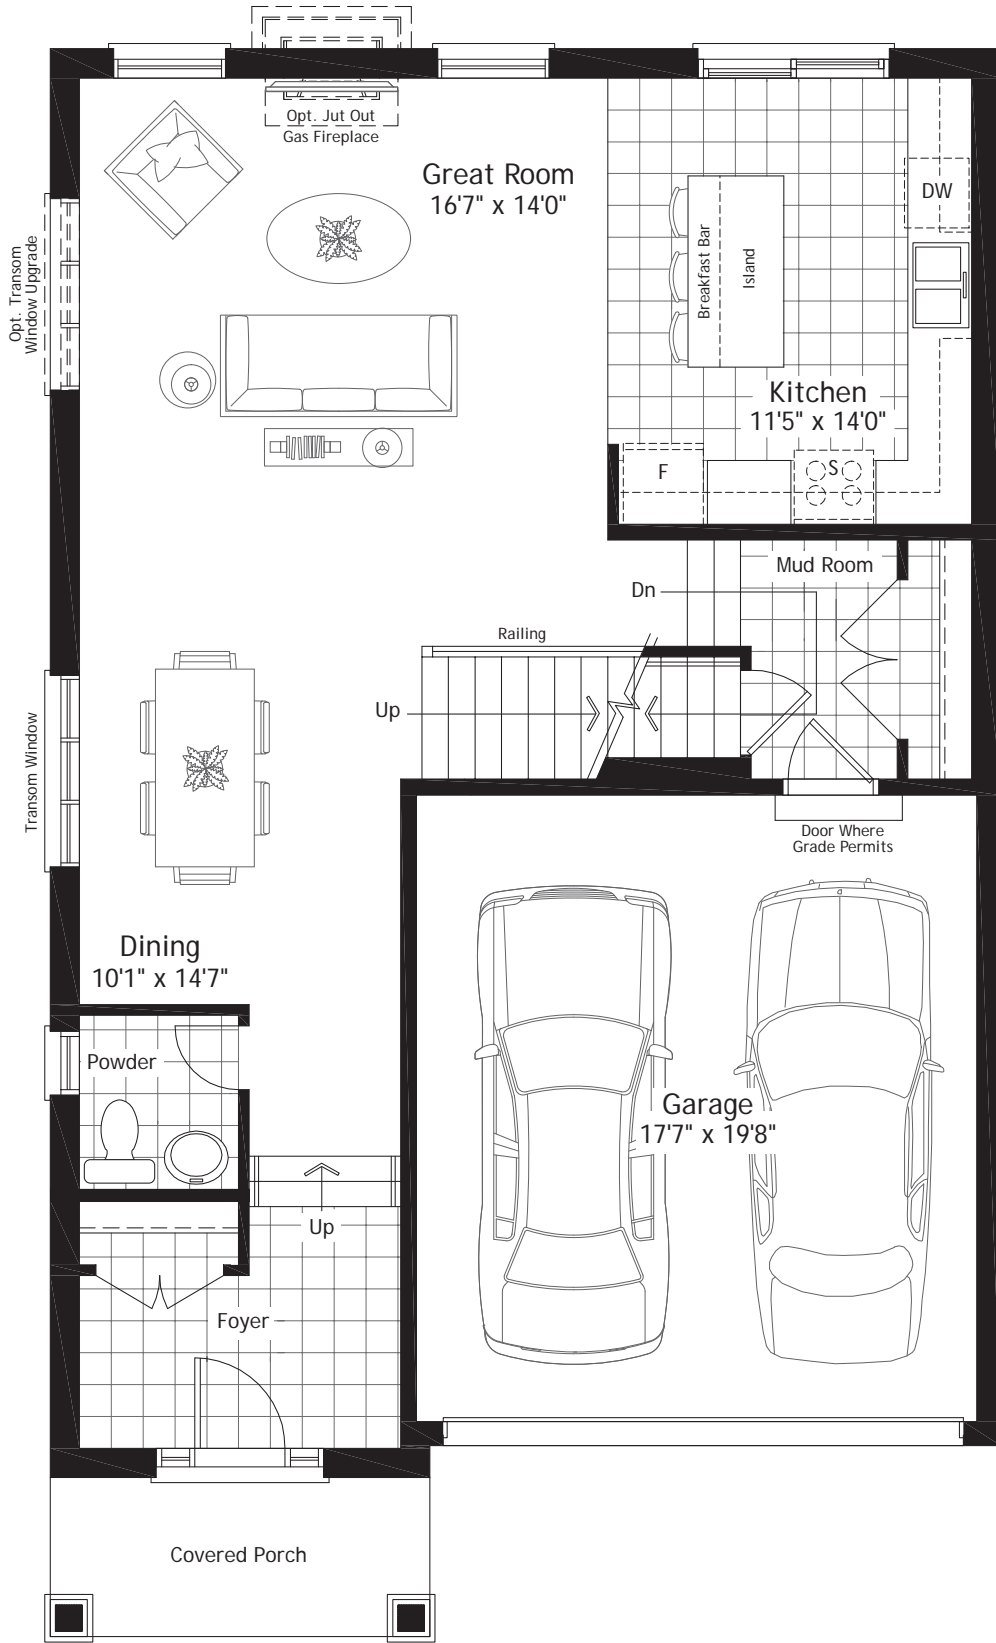 Opt. Jut Out
Gas Fireplace
Great Room
16'7" x 14'0"
DW
Opt. Transom
Window Upgrade
Breakfast Bar
Island
Kitchen
11'5" x 14'0"
F
S
Mud Room
Dn
Railing
Up
Transom Window
Door Where
Grade Permits
Dining
10'1" x 14'7"
Powder
Garage
17'7" x 19'8"
Up
Foyer
Covered Porch